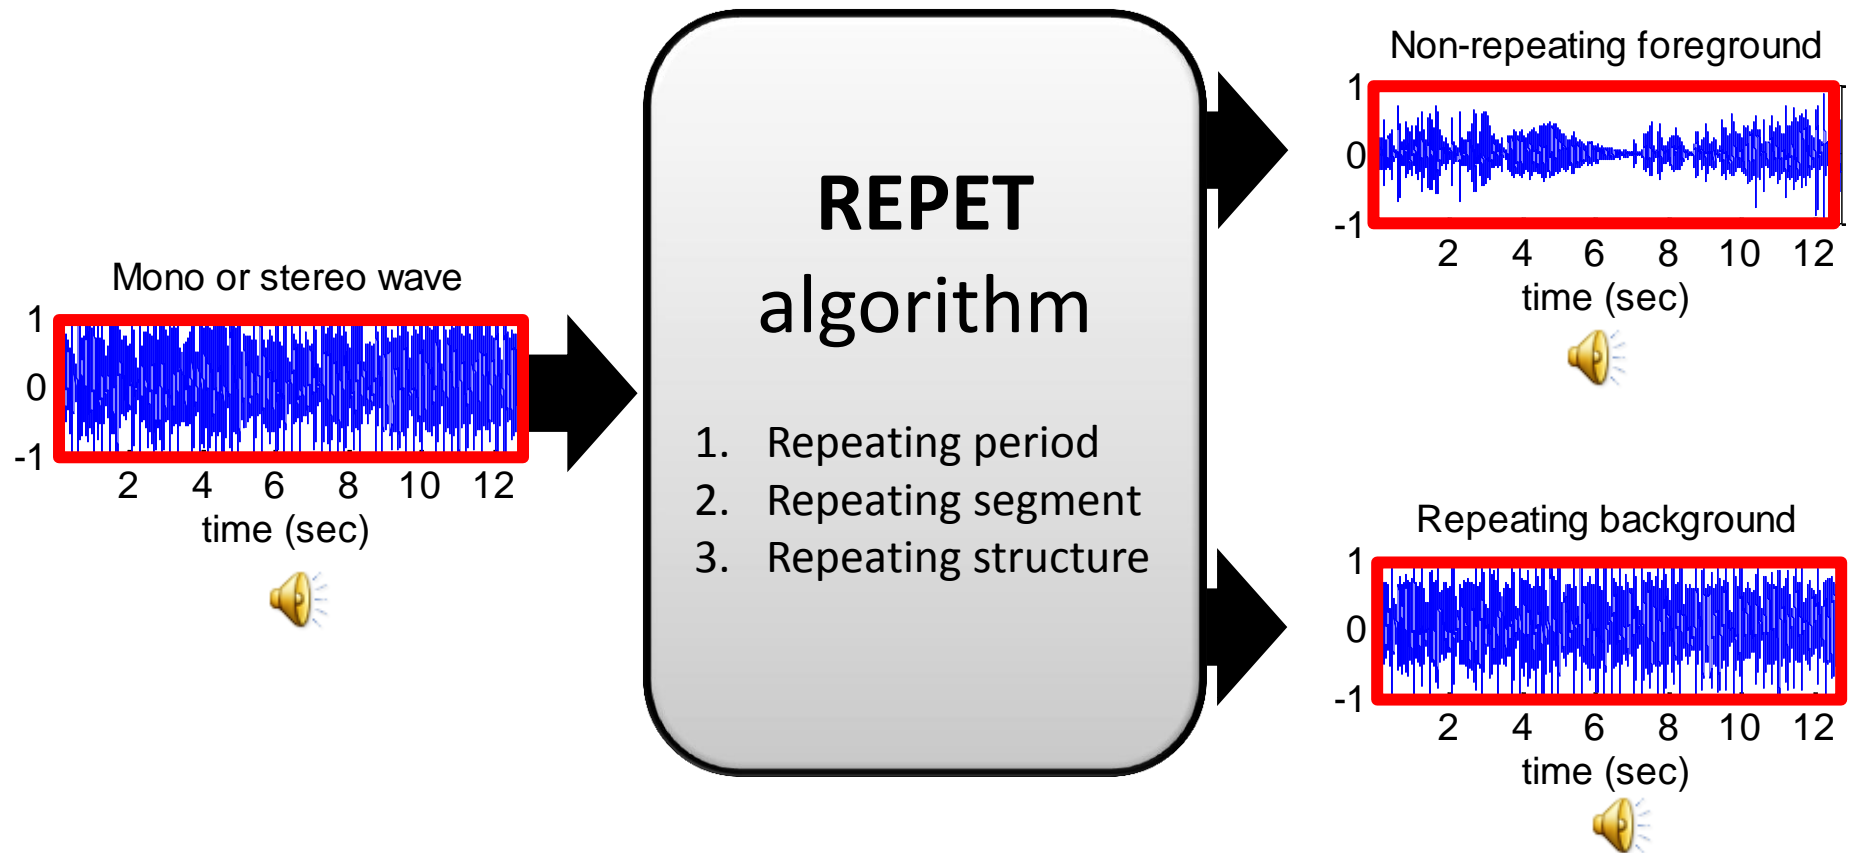 Mono or stereo wave
1
0
-1
2 4 6 8 10 12
time (sec)
REPET
algorithm
1. Repeating period
2. Repeating segment
3. Repeating structure
Non-repeating foreground
1
0
-1
2 4 6 8 10 12
time (sec)
Repeating background
1
0
-1
2 4 6 8 10 12
time (sec)